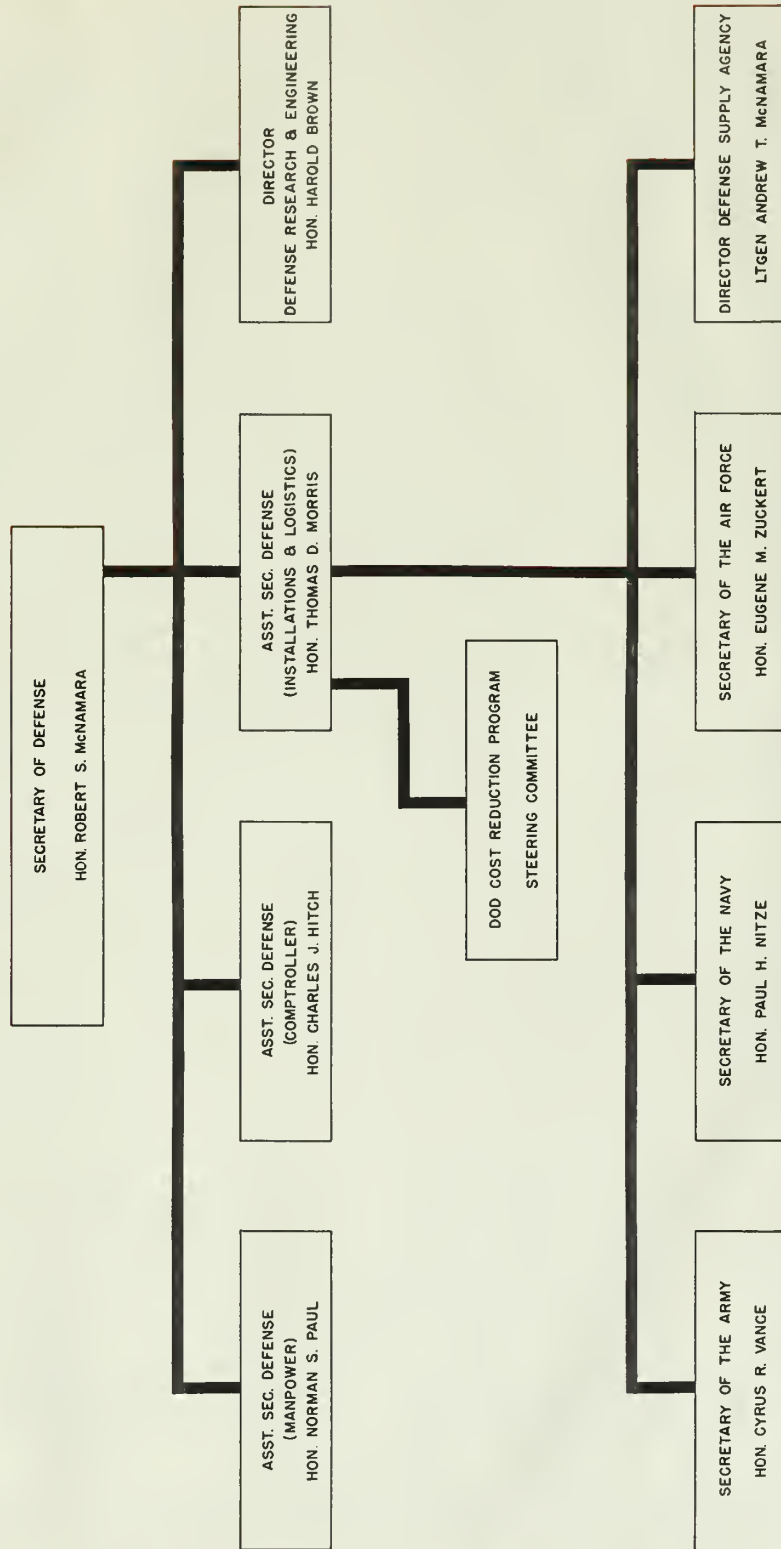 SECRETARY OF DEFENSE
HON. ROBERT S. McNAMARA
ASST. SEC. DEFENSE
(MANPOWER)
HON. NORMAN S. PAUL
ASST. SEC. DEFENSE
(COMPTROLLER)
HON. CHARLES J. HITCH
ASST. SEC. DEFENSE
(INSTALLATIONS & LOGISTICS)
HON. THOMAS D. MORRIS
DIRECTOR
DEFENSE RESEARCH & ENGINEERING
HON. HAROLD BROWN
DOD COST REDUCTION PROGRAM
STEERING COMMITTEE
SECRETARY OF THE ARMY
HON. CYRUS R. VANCE
SECRETARY OF THE NAVY
HON. PAUL H. NITZE
SECRETARY OF THE AIR FORCE
HON. EUGENE M. ZUCKERT
DIRECTOR DEFENSE SUPPLY AGENCY
LTGEN ANDREW T. McNAMARA